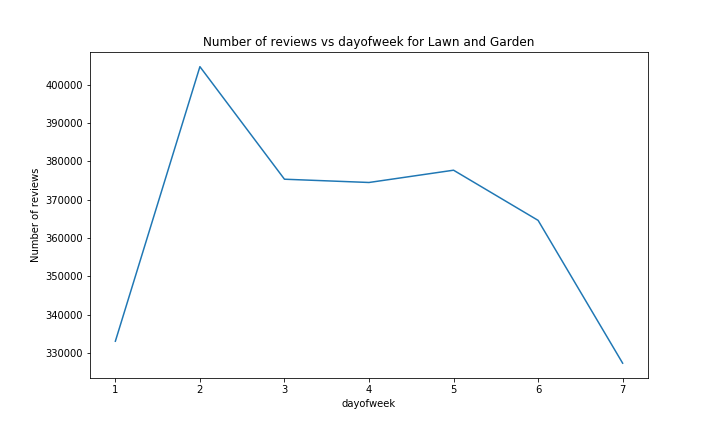 Number of reviews vs dayofweek for Lawn and Garden
Number of reviews
400000
390000
380000
370000
360000
350000
340000
330000
1 2 3 4 5 6 7
dayofweek